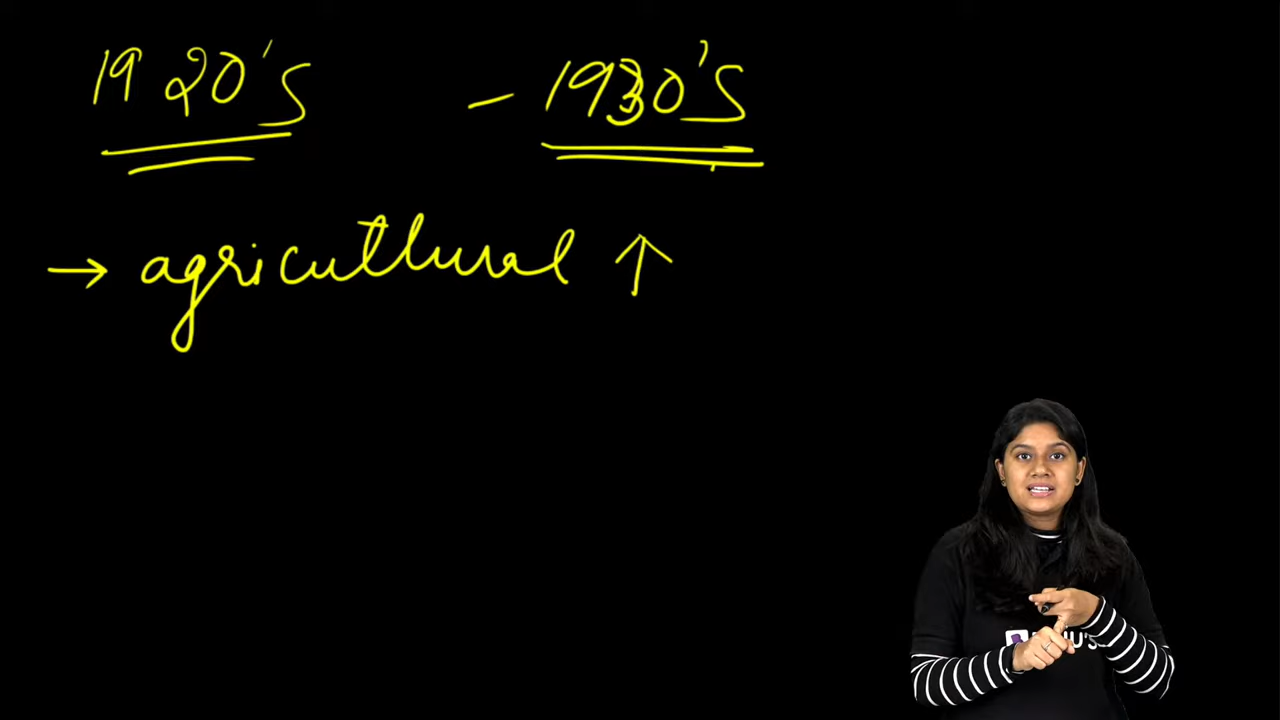 1920's - 1930's
→ agricultural ↑